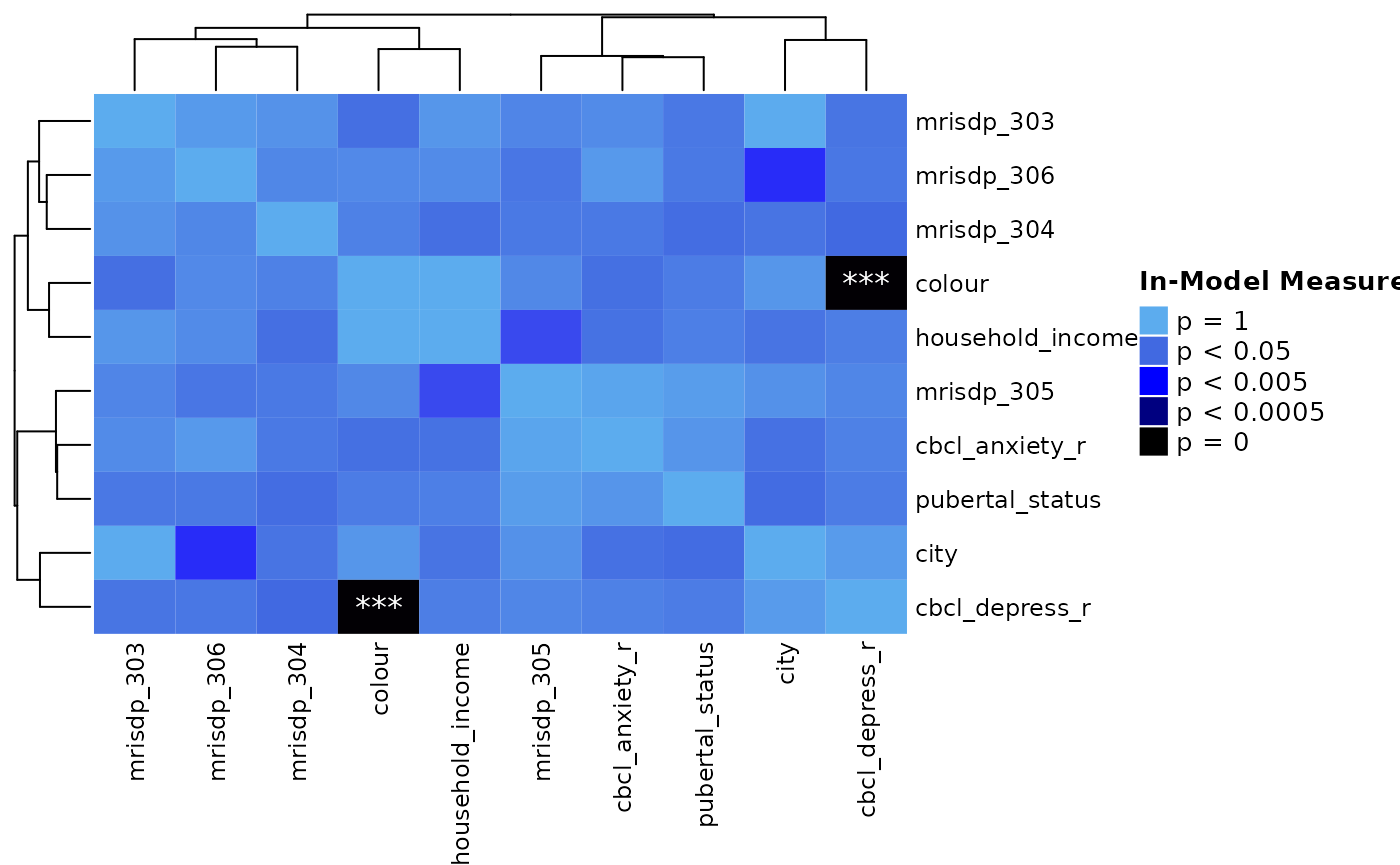 mrisdp_303
mrisdp_306
mrisdp_304
***
colour
household_income
mrisdp_305
cbcl_anxiety_r
pubertal_status
city
***
cbcl_depress_r
In-Model Measure
p = 1
p < 0.05
p < 0.005
p < 0.0005
p = 0
mrisdp_303
mrisdp_306
mrisdp_304
colour
household_income
mrisdp_305
cbcl_anxiety_r
pubertal_status
city
cbcl_depress_r